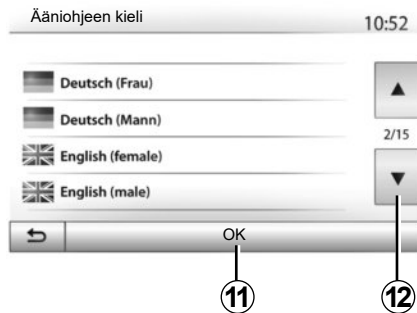 Ääniohjeen kieli
10:52
Deutsch (Frau)
Deutsch (Mann)
2/15
English (female)
English (male)
OK
11
12